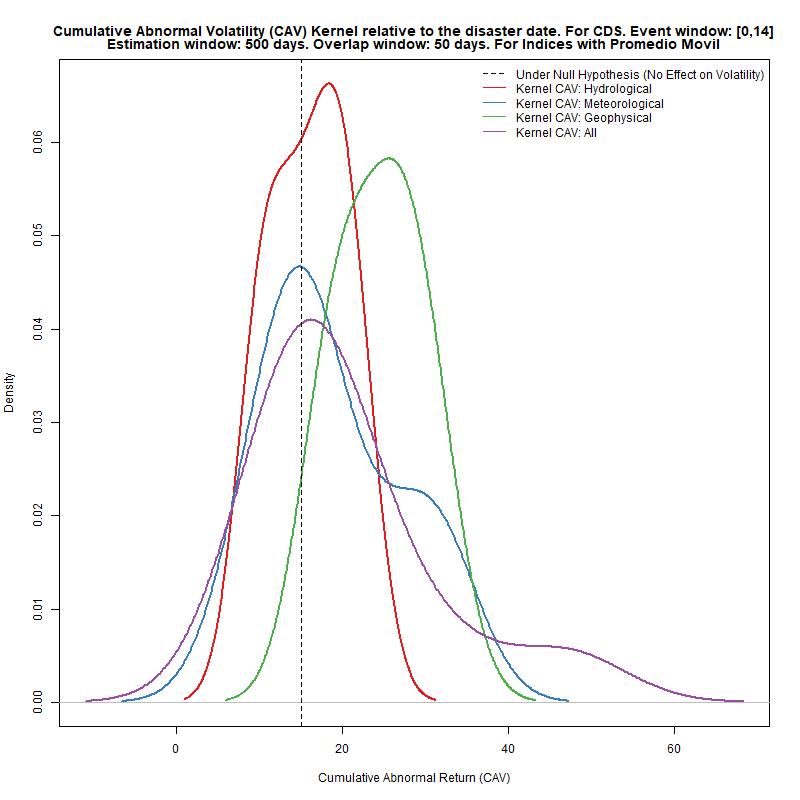 Cumulative Abnormal Volatility (CAV) Kernel relative to the disaster date. For CDS. Event window: [0,14]
Estimation window: 500 days. Overlap window: 50 days. For Indices with Promedio Movil
Under Null Hypothesis (No Effect on Volatility)
Kernel CAV: Hydrological
Kernel CAV: Meteorological
Kernel CAV: Geophysical
Kernel CAV: All
Density
0.06
0.05
0.04
0.03
0.02
0.01
0.00
0 20 40 60
Cumulative Abnormal Return (CAV)